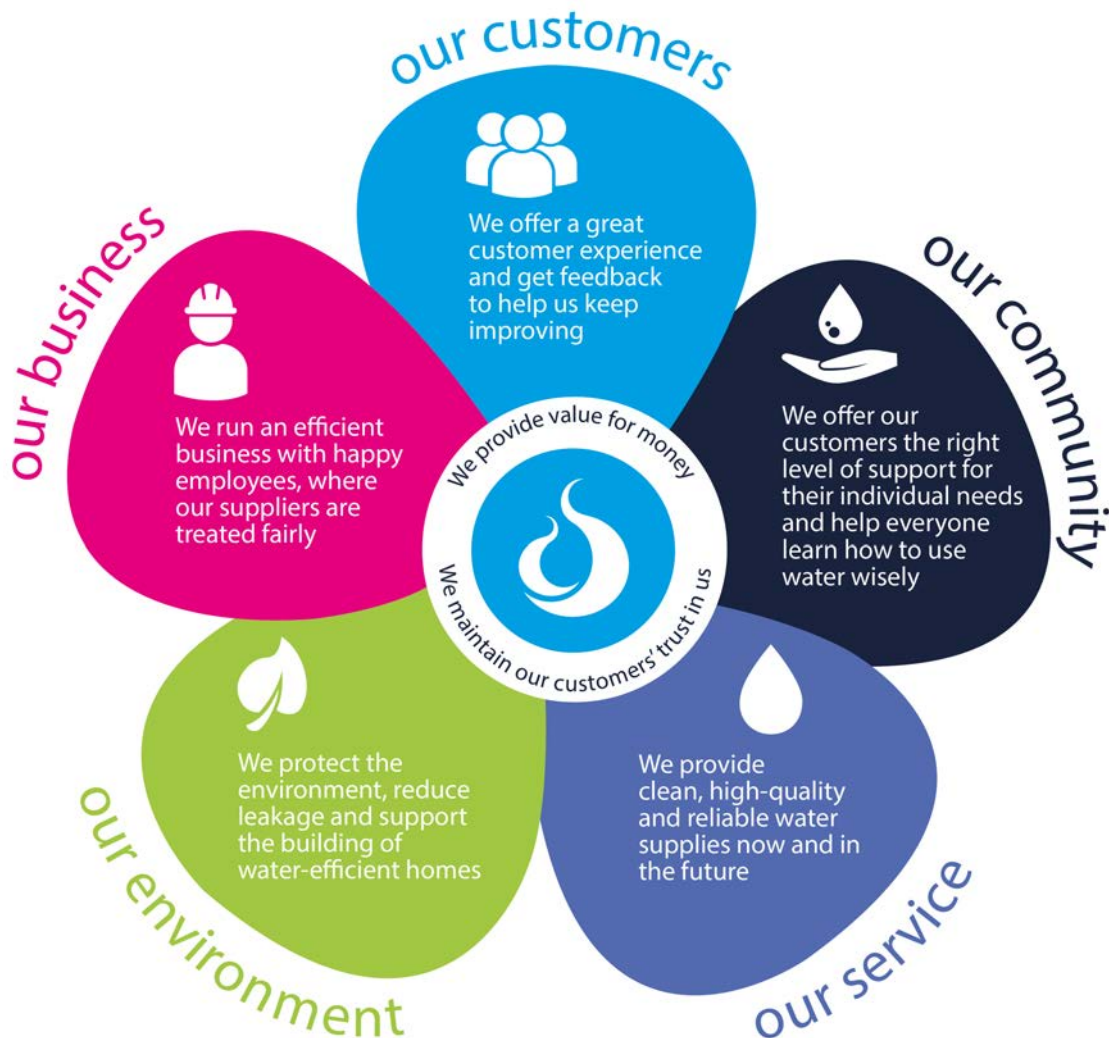 our customers
We offer a great
customer experience
and get feedback
to help us keep
improving
our community
We offer our
customers the right
level of support for
their individual needs
and help everyone
learn how to use
water wisely
our service
We provide
clean, high-quality
and reliable water
supplies now and in
the future
our environment
We protect the
environment, reduce
leakage and support
the building of
water-efficient homes
our business
We run an efficient
business with happy
employees, where
our suppliers are
treated fairly
We provide value for money
We maintain our customers’ trust in us